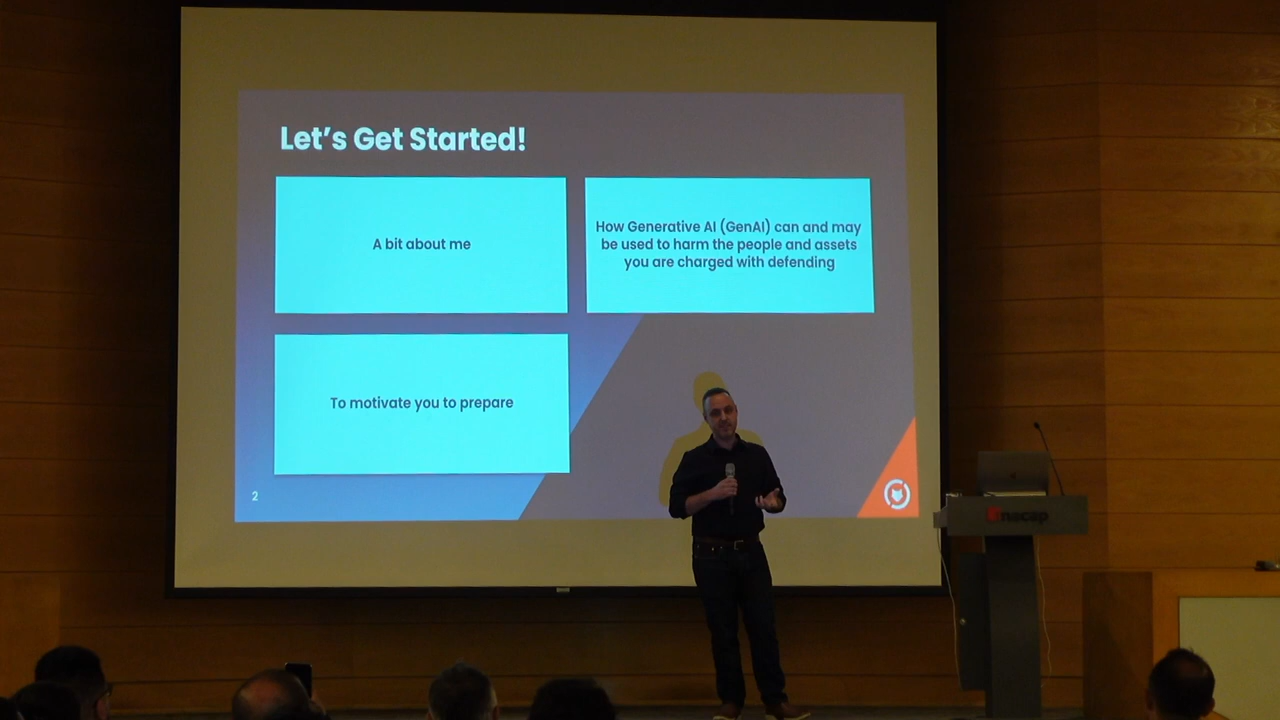 Let's Get Started!
A bit about me
How Generative AI (GenAI) can and may
be used to harm the people and assets
you are charged with defending
To motivate you to prepare
2
inacap